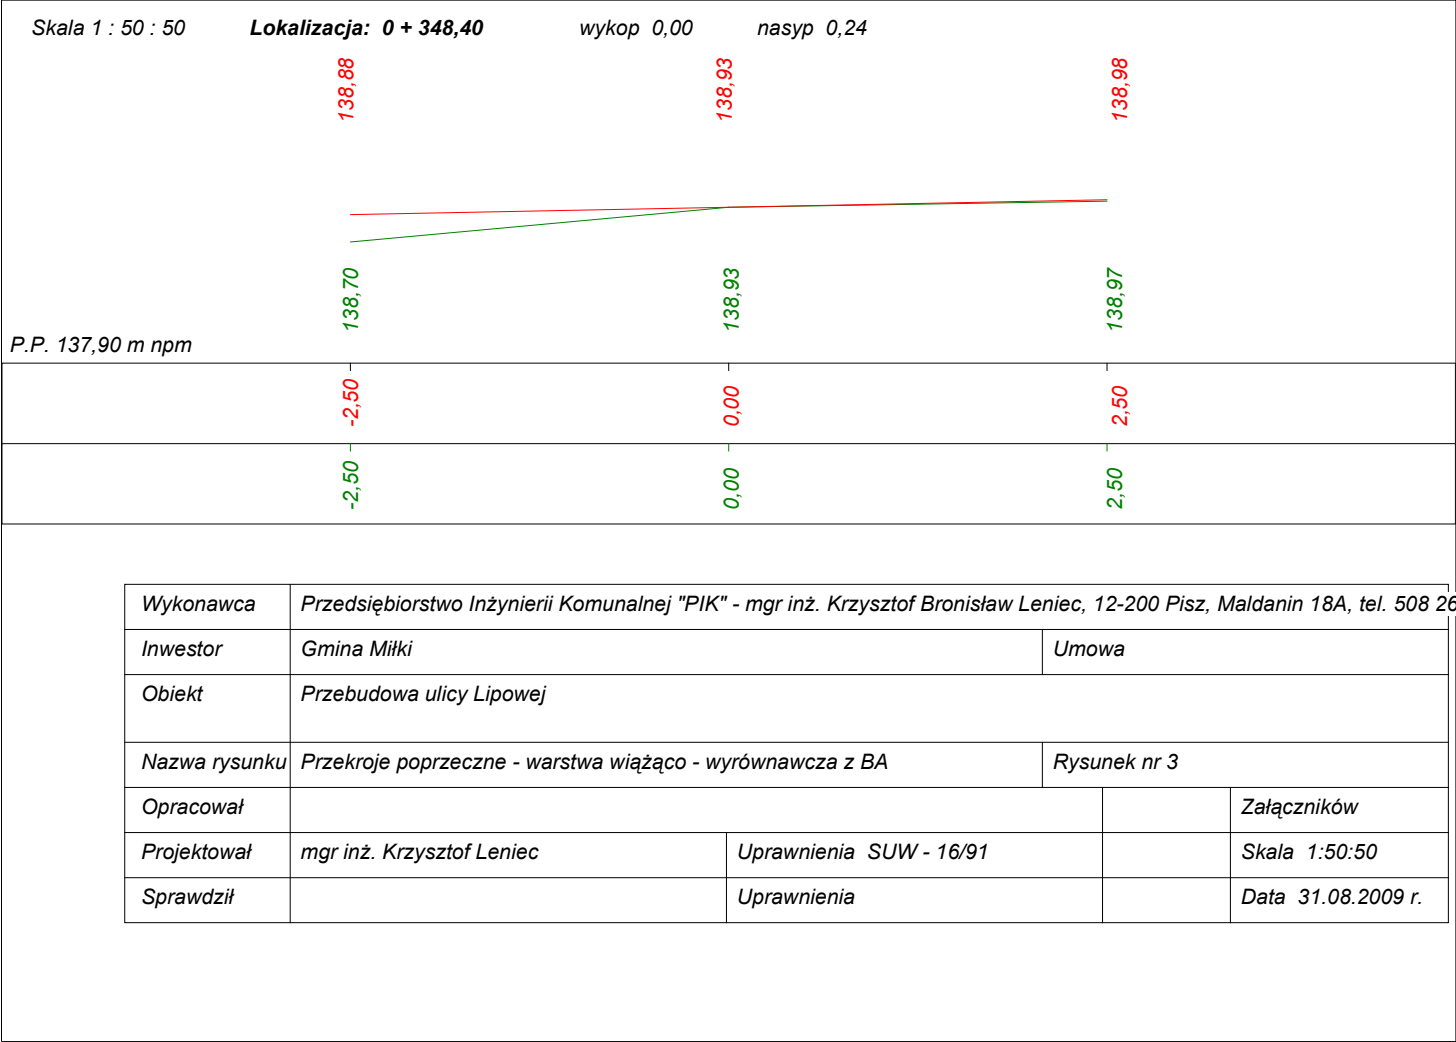 Skala 1 : 50 : 50 Lokalizacja: 0 + 348,40 wykop 0,00 nasyp 0,24
138,88 138,93 138,98
138,70 138,93 138,97
P.P. 137,90 m npm
-2,50 0,00 2,50
-2,50 0,00 2,50
Wykonawca Przedsiębiorstwo Inżynierii Komunalnej "PIK" - mgr inż. Krzysztof Bronisław Leniec, 12-200 Pisz, Maldanin 18A, tel. 508 26
Inwestor Gmina Miłki Umowa
Obiekt Przebudowa ulicy Lipowej
Nazwa rysunku Przekroje poprzeczne - warstwa wiążąco - wyrównawcza z BA Rysunek nr 3
Opracował Załączników
Projektował mgr inż. Krzysztof Leniec Uprawnienia SUW - 16/91 Skala 1:50:50
Sprawdził Uprawnienia Data 31.08.2009 r.